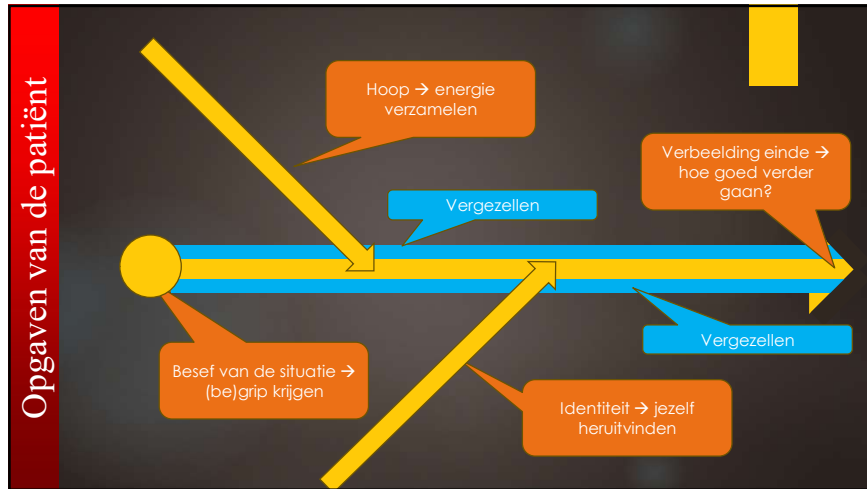 Opgaven van de patiënt
Hoop → energie
verzamelen
Verbeelding einde →
hoe goed verder
gaan?
Vergezellen
Vergezellen
Besef van de situatie →
(be)grip krijgen
Identiteit → jezelf
heruitvinden